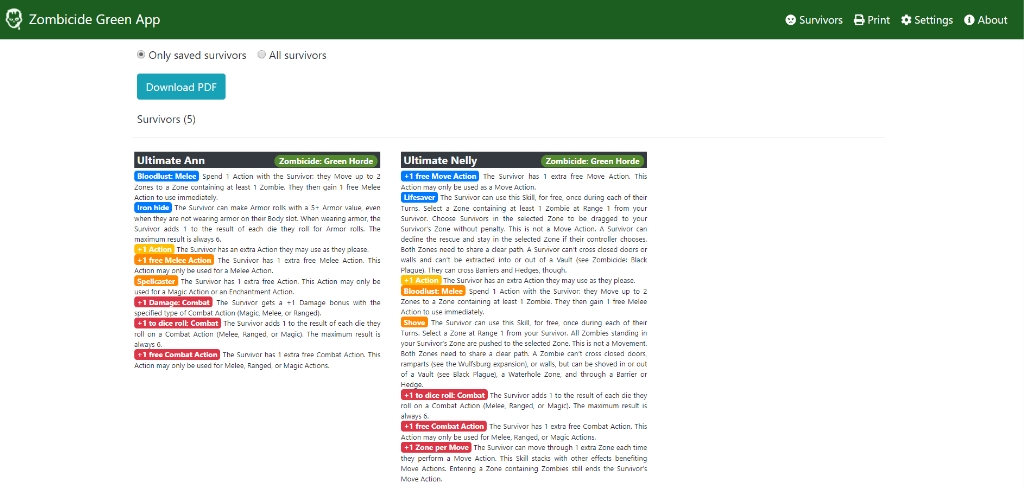 Zombicide Green App
Survivors Print Settings About
Only saved survivors All survivors
Download PDF
Survivors (5)
Ultimate Ann Zombicide: Green Horde
Bloodlust: Melee Spend 1 Action with the Survivor: they Move up to 2
Zones to a Zone containing at least 1 Zombie. They then gain 1 free Melee
Action to use immediately.
Iron hide The Survivor can make Armor rolls with a 5+ Armor value, even
when they are not wearing armor on their Body slot. When wearing armor, the
Survivor adds 1 to the result of each die they roll for Armor rolls. The
maximum result is always 6.
+1 Action The Survivor has an extra Action they may use as they please.
+1 free Melee Action The Survivor has 1 extra free Melee Action. This
Action may only be used for a Melee Action.
Spellcaster The Survivor has 1 extra free Action. This Action may only be
used for a Magic Action or an Enchantment Action.
+1 Damage: Combat The Survivor gets a +1 Damage bonus with the
specified type of Combat Action (Magic, Melee, or Ranged).
+1 to dice roll: Combat The Survivor adds 1 to the result of each die they
roll on a Combat Action (Melee, Ranged, or Magic). The maximum result is
always 6.
+1 free Combat Action The Survivor has 1 extra free Combat Action. This
Action may only be used for Melee, Ranged, or Magic Actions.
Ultimate Nelly Zombicide: Green Horde
+1 free Move Action The Survivor has 1 extra free Move Action. This
Action may only be used as a Move Action.
Lifesaver The Survivor can use this Skill, for free, once during each of their
Turns. Select a Zone containing at least 1 Zombie at Range 1 from your
Survivor. Choose Survivors in the selected Zone to be dragged to your
Survivor's Zone without penalty. This is not a Move Action. A Survivor can
decline the rescue and stay in the selected Zone if their controller chooses.
Both Zones need to share a clear path. A Survivor can't cross closed doors or
walls and can't be extracted into or out of a Vault (see Zombicide: Black
Plague). They can cross Barriers and Hedges, though.
+1 Action The Survivor has an extra Action they may use as they please.
Bloodlust: Melee Spend 1 Action with the Survivor: they Move up to 2
Zones to a Zone containing at least 1 Zombie. They then gain 1 free Melee
Action to use immediately.
Shove The Survivor can use this Skill, for free, once during each of their
Turns. Select a Zone at Range 1 from your Survivor. All Zombies standing in
your Survivor's Zone are pushed to the selected Zone. This is not a Movement.
Both Zones need to share a clear path. A Zombie can't cross closed doors,
ramparts (see the Wulfsburg expansion), or walls, but can be shoved in or out
of a Vault (see Black Plague), a Waterhole Zone, and through a Barrier or
Hedge.
+1 to dice roll: Combat The Survivor adds 1 to the result of each die they
roll on a Combat Action (Melee, Ranged, or Magic). The maximum result is
always 6.
+1 free Combat Action The Survivor has 1 extra free Combat Action. This
Action may only be used for Melee, Ranged, or Magic Actions.
+1 Zone per Move The Survivor can move through 1 extra Zone each time
they perform a Move Action. This Skill stacks with other effects benefiting
Move Actions. Entering a Zone containing Zombies still ends the Survivor's
Move Action.